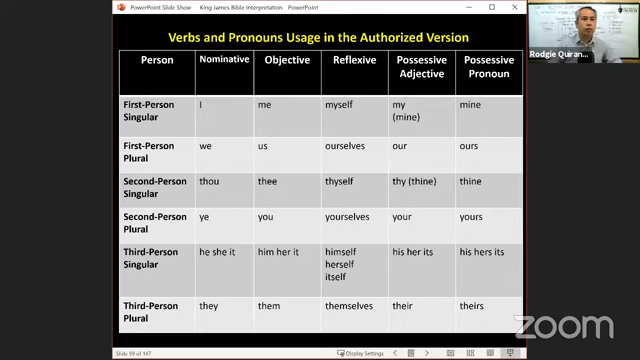 PowerPoint Slide Show
King James Bible Interpretation
PowerPoint
Rodgie Quiran...
Verbs and Pronouns Usage in the Authorized Version
Person Nominative Objective Reflexive Possessive Adjective Possessive Pronoun
First-Person Singular I me myself my (mine) mine
First-Person Plural we us ourselves our ours
Second-Person Singular thou thee thyself thy (thine) thine
Second-Person Plural ye you yourselves your yours
Third-Person Singular he she it him her it himself herself itself his her its his hers its
Third-Person Plural they them themselves their theirs
zoom
Slide 99 of 147
Display Settings